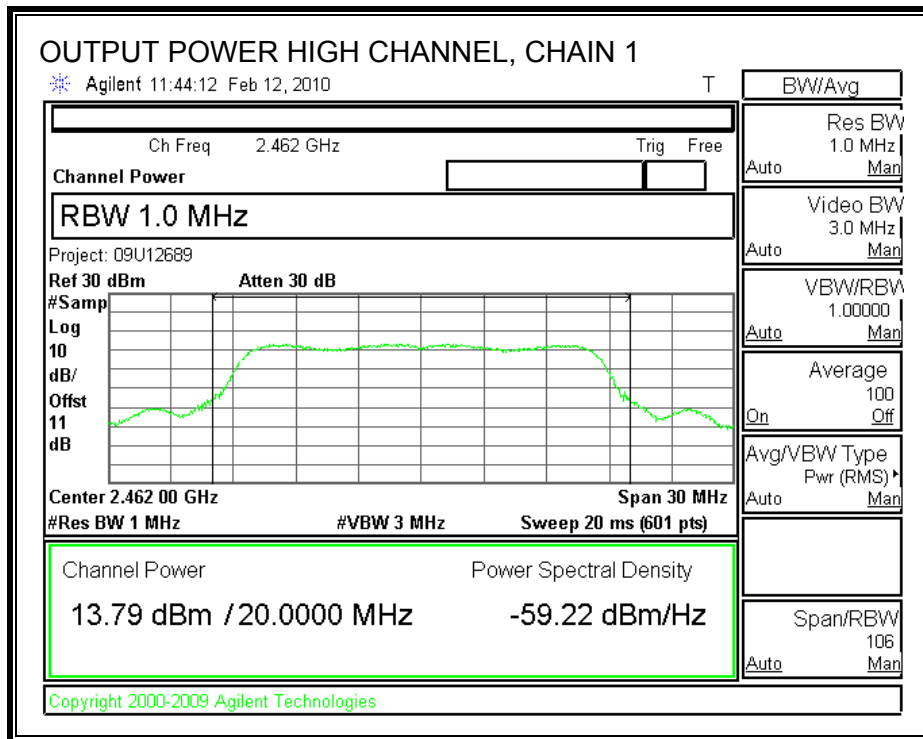 OUTPUT POWER HIGH CHANNEL, CHAIN 1
Agilent 11:44:12 Feb 12, 2010 T
BW/Avg
Ch Freq 2.462 GHz Trig Free
Channel Power
RBW 1.0 MHz
Project: 09U12689
Ref 30 dBm Atten 30 dB
#Samp
Log
10
dB/
Offst
11
dB
Center 2.462 00 GHz Span 30 MHz
#Res BW 1 MHz #VBW 3 MHz Sweep 20 ms (601 pts)
Channel Power Power Spectral Density
13.79 dBm / 20.0000 MHz -59.22 dBm/Hz
Res BW
1.0 MHz
Auto Man
Video BW
3.0 MHz
Auto Man
VBW/RBW
1.00000
Auto Man
Average
100
On Off
Avg/VBW Type
Pwr (RMS)
Auto Man
Span/RBW
106
Auto Man
Copyright 2000-2009 Agilent Technologies